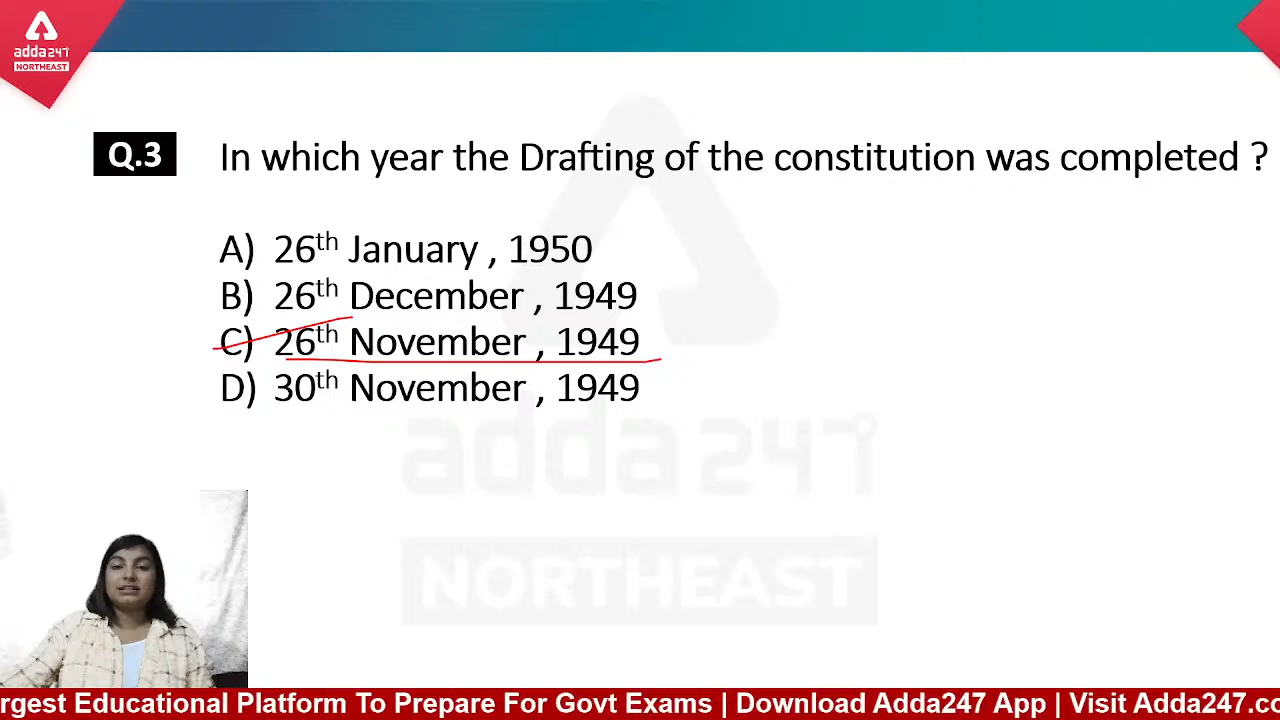 adda247
NORTHEAST
Q.3 In which year the Drafting of the constitution was completed ?
A) 26th January , 1950
B) 26th December , 1949
C) 26th November , 1949
D) 30th November , 1949
adda247
NORTHEAST
rgest Educational Platform To Prepare For Govt Exams | Download Adda247 App | Visit Adda247.co